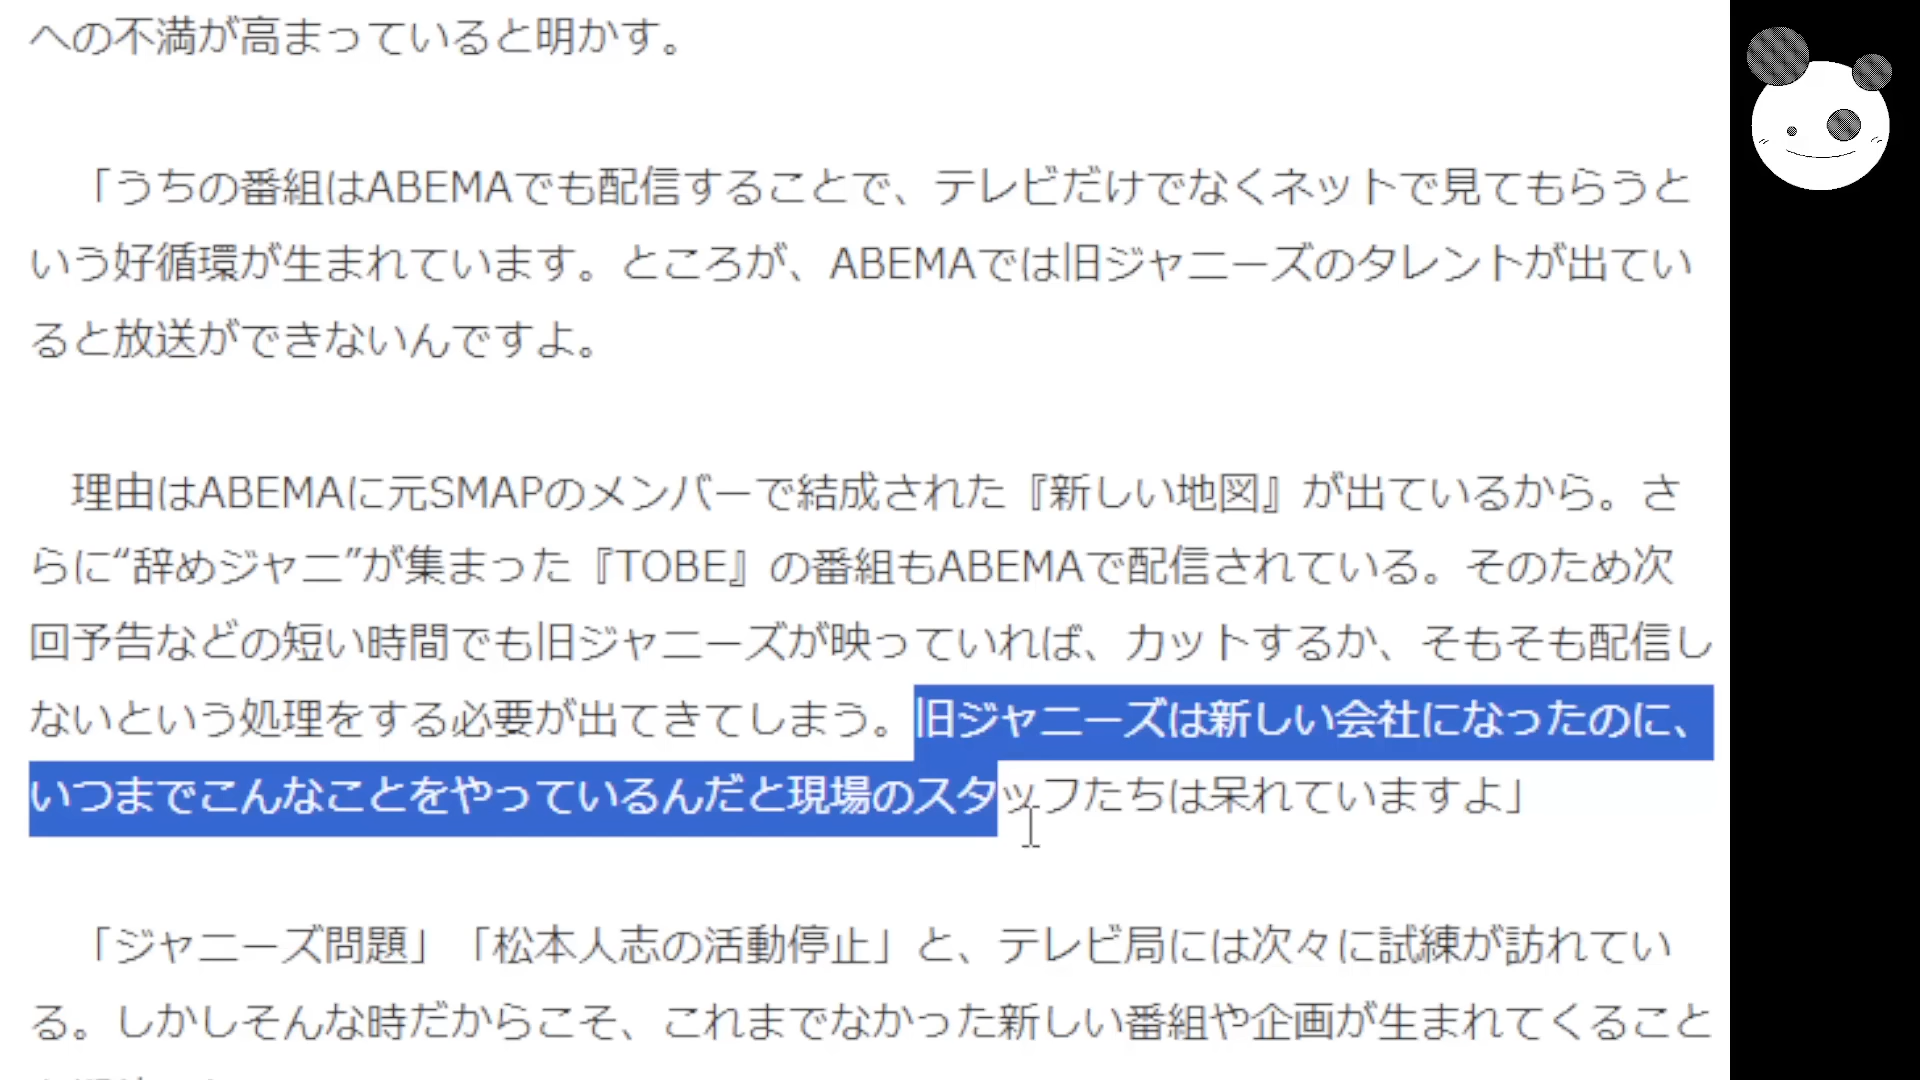 への不満が高まっていると明かす。
「うちの番組はABEMAでも配信することで、テレビだけでなくネットで見てもらうと
いう好循環が生まれています。ところが、ABEMAでは旧ジャニーズのタレントが出てい
ると放送ができないんですよ。
理由はABEMAに元SMAPのメンバーで結成された『新しい地図』が出ているから。さ
らに“辞めジャニ”が集まった『TOBE』の番組もABEMAで配信されている。そのため次
回予告などの短い時間でも旧ジャニーズが映っていれば、カットするか、そもそも配信し
ないという処理をする必要が出てきてしまう。旧ジャニーズは新しい会社になったのに、
いつまでこんなことをやっているんだと現場のスタッフたちは呆れていますよ」
「ジャニーズ問題」「松本人志の活動停止」と、テレビ局には次々に試練が訪れてい
る。しかしそんな時だからこそ、これまでなかった新しい番組や企画が生まれてくること